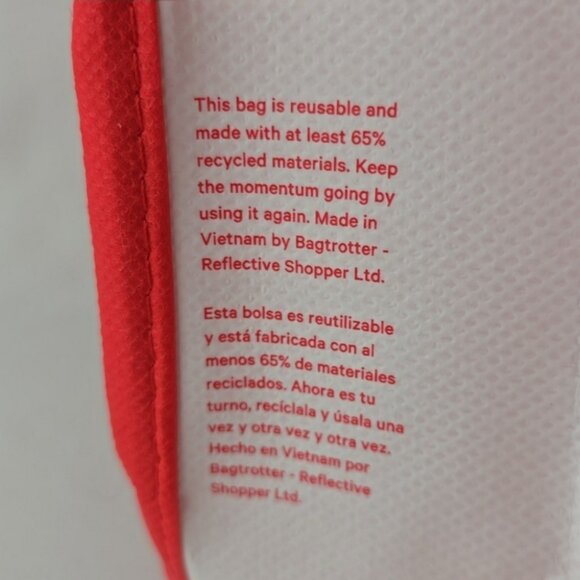 This bag is reusable and
made with at least 65%
recycled materials. Keep
the momentum going by
using it again. Made in
Vietnam by Bagtrotter -
Reflective Shopper Ltd.
Esta bolsa es reutilizable
y está fabricada con al
menos 65% de materiales
reciclados. Ahora es tu
turno, recíclala y úsala una
vez y otra vez y otra vez.
Hecho en Vietnam por
Bagtrotter - Reflective
Shopper Ltd.